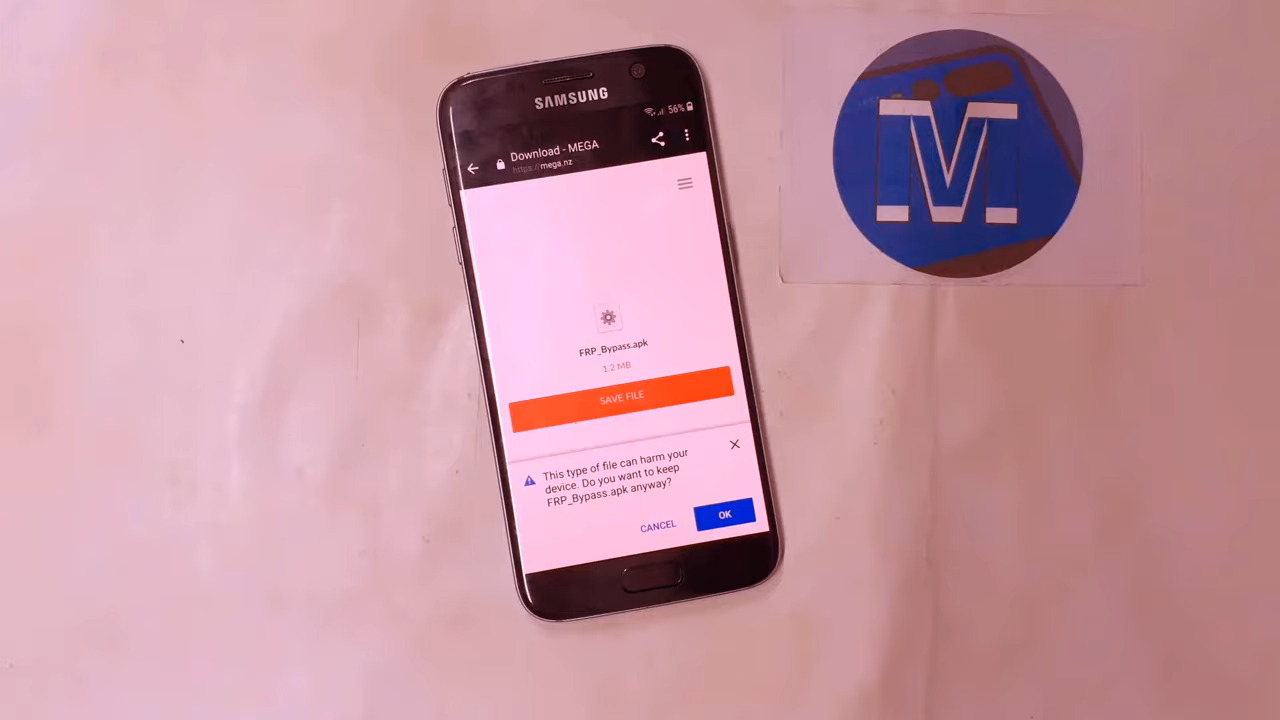 SAMSUNG
56%
Download - MEGA
https://mega.nz
FRP_Bypass.apk
1.2 MB
SAVE FILE
This type of file can harm your
device. Do you want to keep
FRP_Bypass.apk anyway?
CANCEL
OK
M